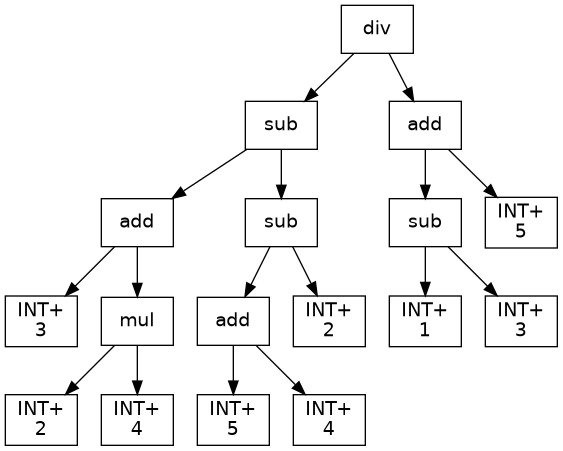 div
sub
add
add
sub
sub
INT+
5
INT+
3
mul
add
INT+
2
INT+
1
INT+
3
INT+
2
INT+
4
INT+
5
INT+
4